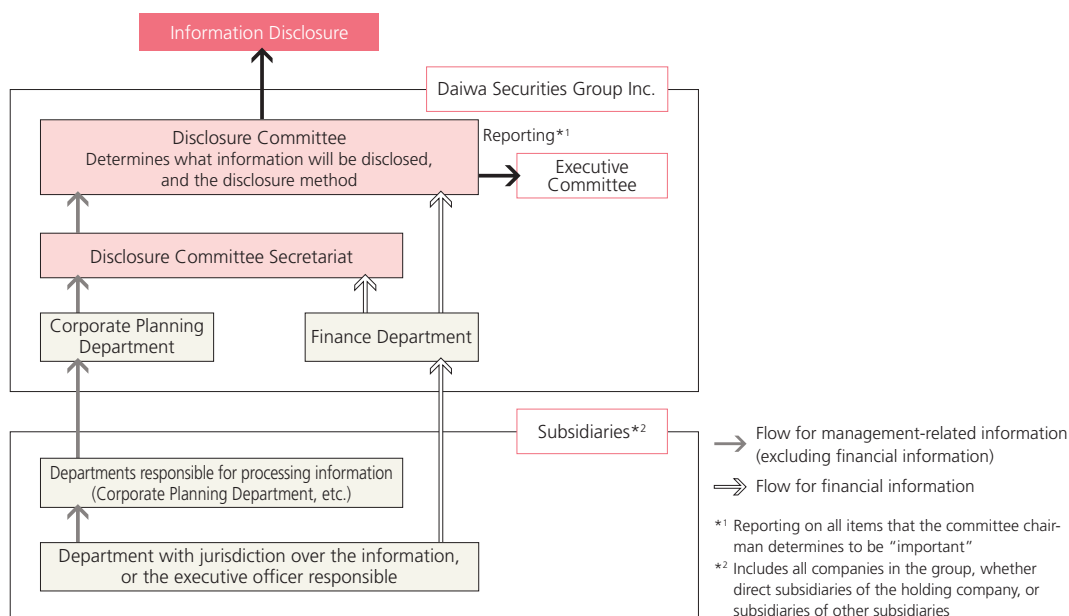 Information Disclosure
Daiwa Securities Group Inc.
Disclosure Committee
Determines what information will be disclosed,
and the disclosure method
Reporting*1
Executive
Committee
Disclosure Committee Secretariat
Corporate Planning
Department
Finance Department
Subsidiaries*2
Departments responsible for processing information
(Corporate Planning Department, etc.)
Department with jurisdiction over the information,
or the executive officer responsible
Flow for management-related information
(excluding financial information)
Flow for financial information
*1 Reporting on all items that the committee chair-
man determines to be “important”
*2 Includes all companies in the group, whether
direct subsidiaries of the holding company, or
subsidiaries of other subsidiaries